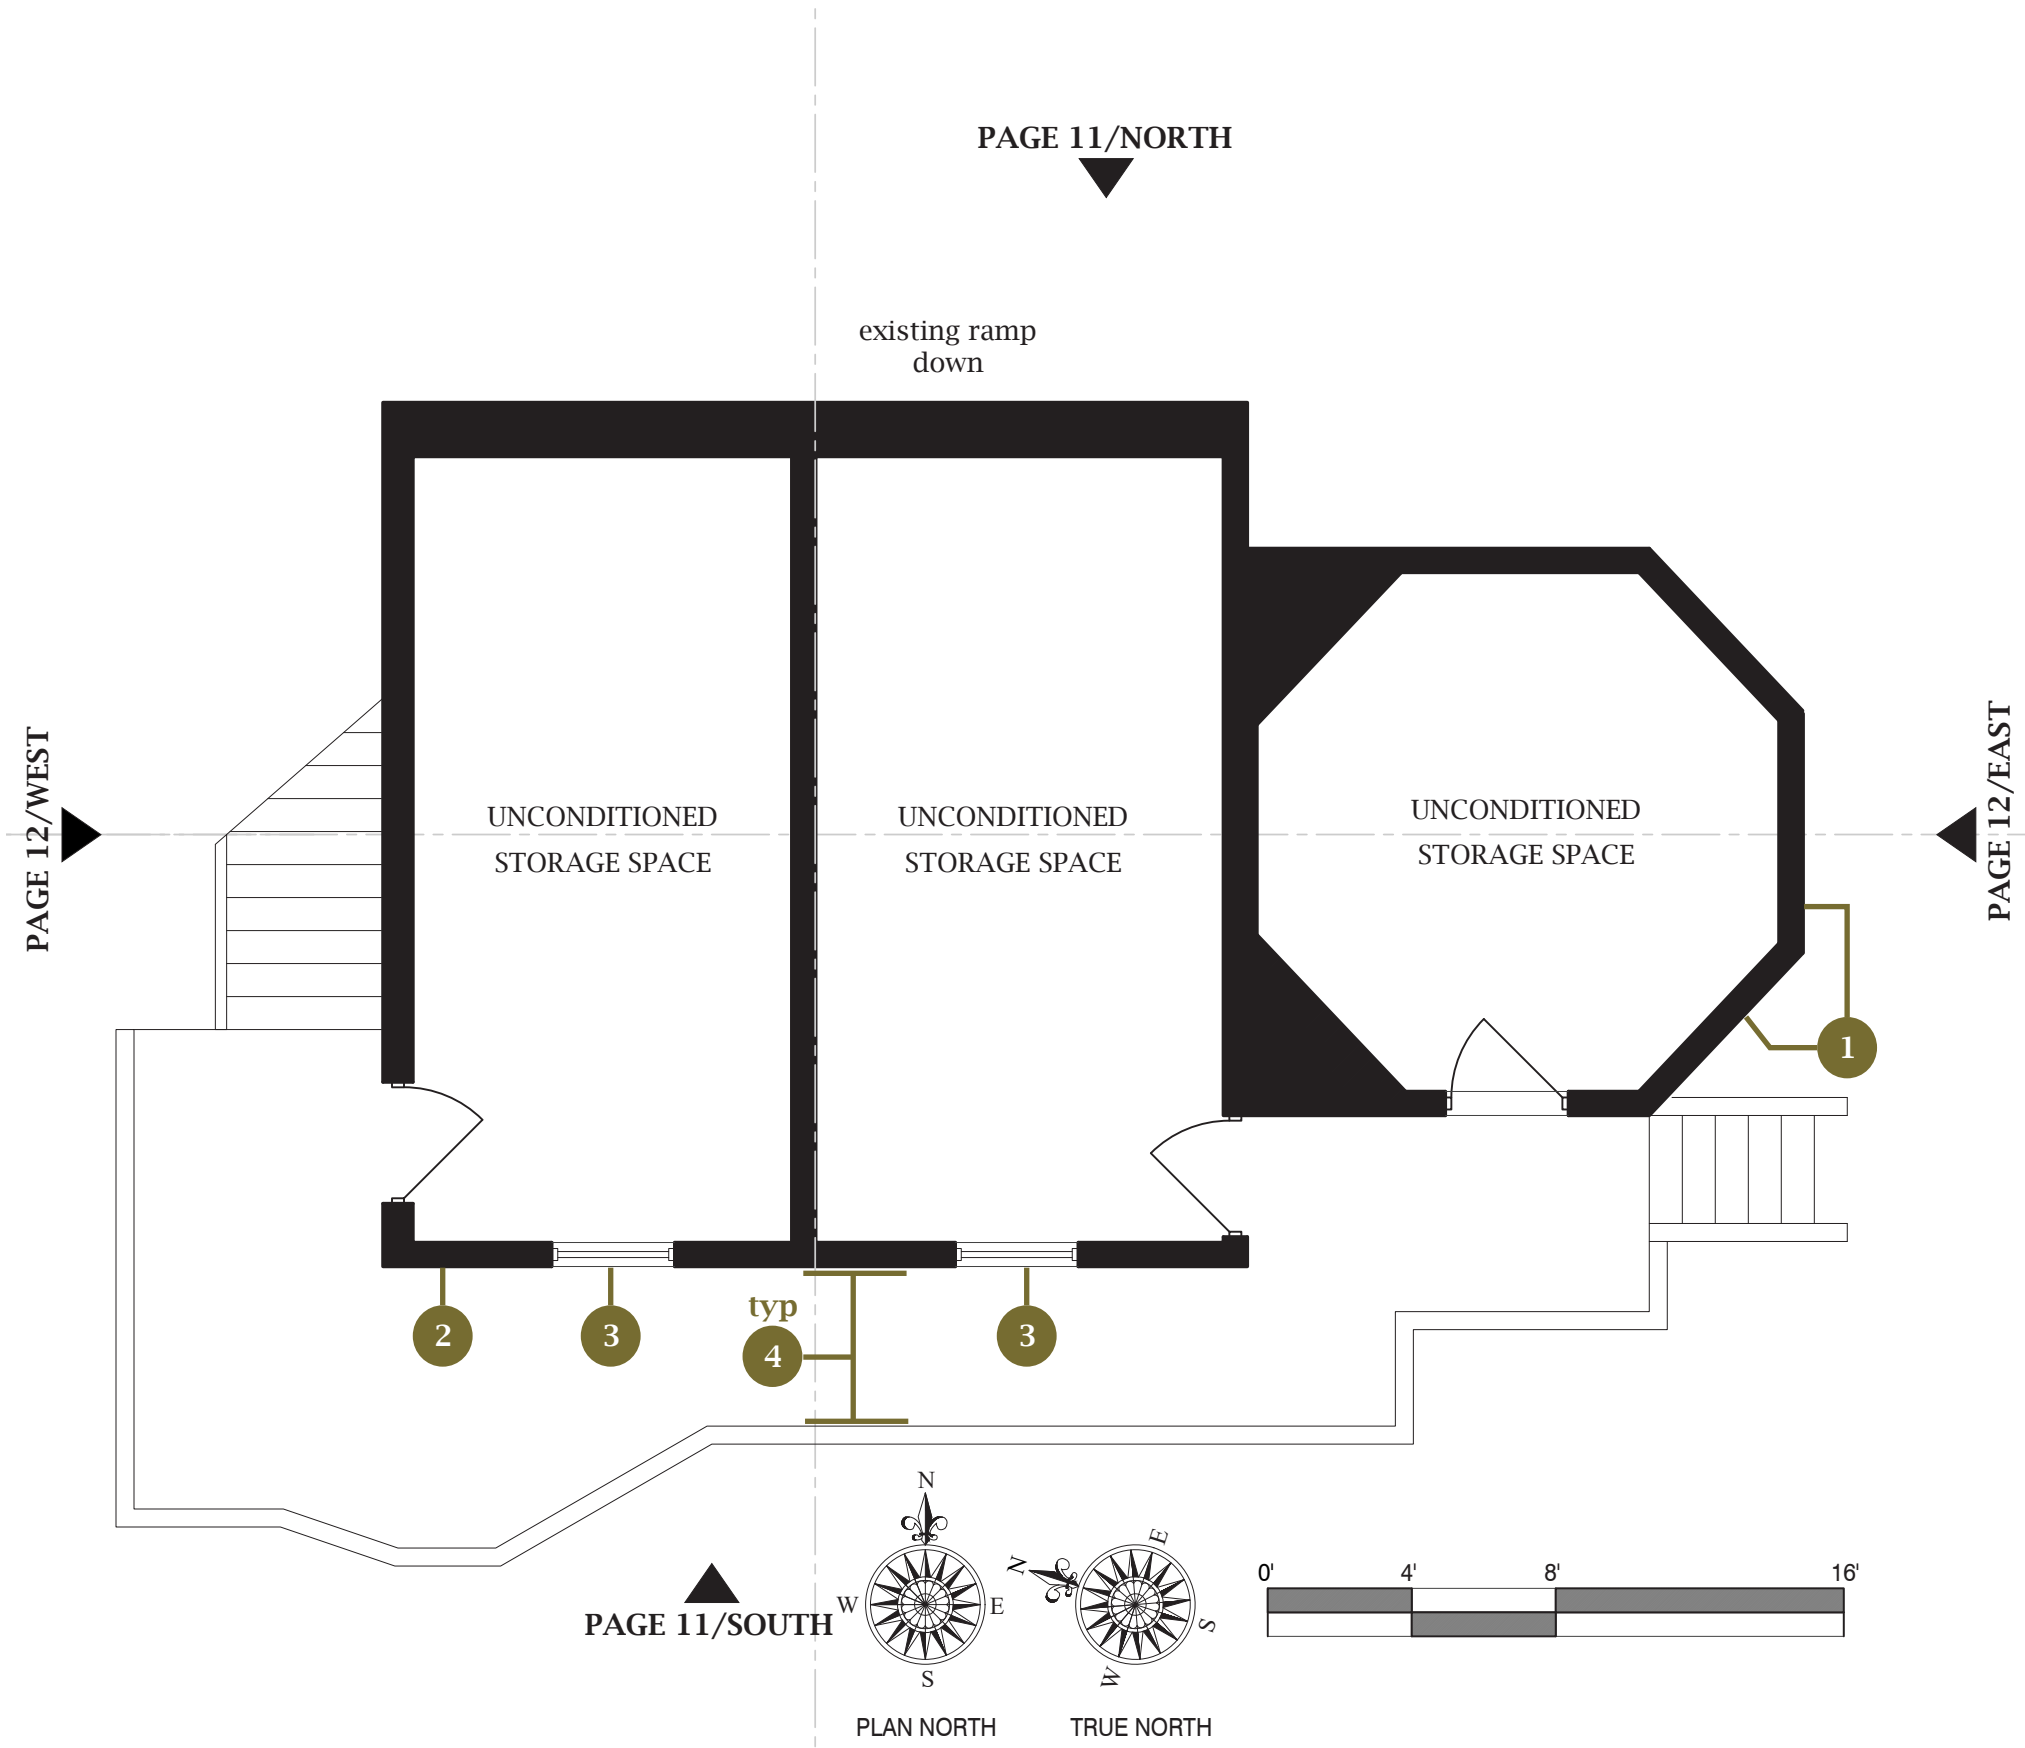 PAGE 11/NORTH
existing ramp
down
PAGE 12/WEST
UNCONDITIONED
STORAGE SPACE
UNCONDITIONED
STORAGE SPACE
UNCONDITIONED
STORAGE SPACE
PAGE 12/EAST
1
2
3
typ
4
3
PAGE 11/SOUTH
N
W
E
S
PLAN NORTH
N
E
S
W
TRUE NORTH
0'
4'
8'
16'